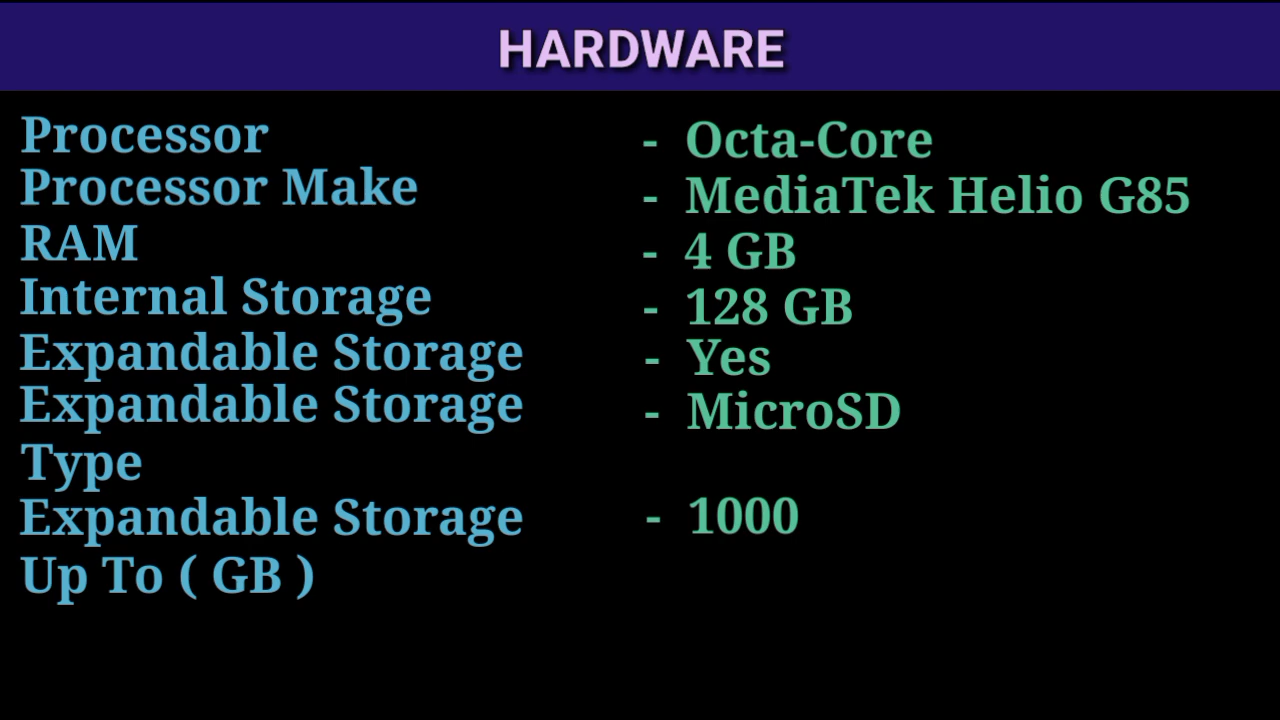 HARDWARE
Processor - Octa-Core
Processor Make - MediaTek Helio G85
RAM - 4 GB
Internal Storage - 128 GB
Expandable Storage - Yes
Expandable Storage - MicroSD
Type
Expandable Storage - 1000
Up To ( GB )